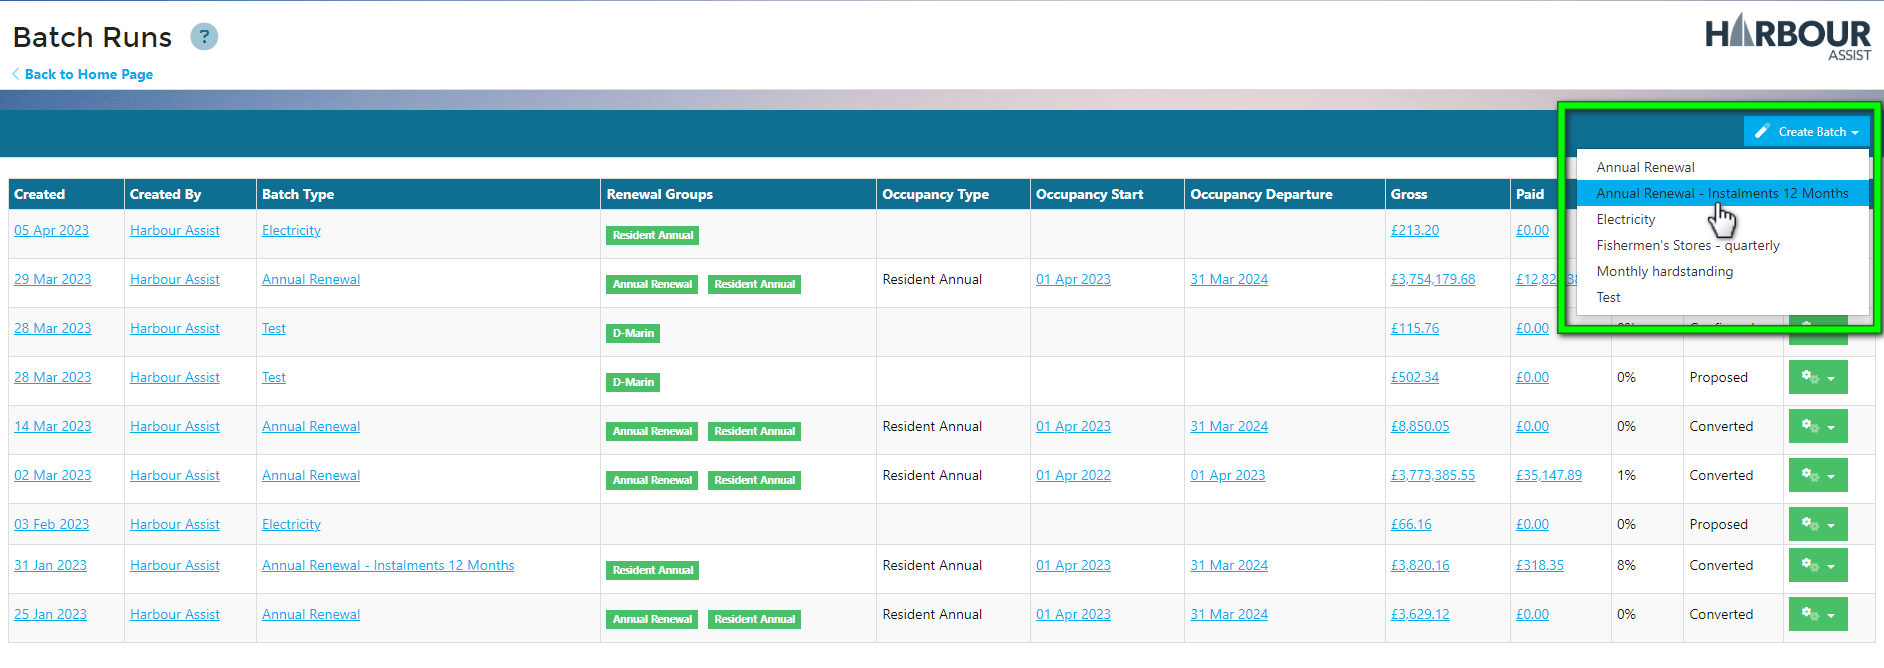 Batch Runs ?
HARBOUR
ASSIST
Back to Home Page
Create Batch
Annual Renewal
Annual Renewal - Instalments 12 Months
Electricity
Fishermen's Stores - quarterly
Monthly hardstanding
Test
Created Created By Batch Type Renewal Groups Occupancy Type Occupancy Start Occupancy Departure Gross Paid
05 Apr 2023 Harbour Assist Electricity Resident Annual £213.20 £0.00
29 Mar 2023 Harbour Assist Annual Renewal Annual Renewal Resident Annual Resident Annual 01 Apr 2023 31 Mar 2024 £3,754,179.68
28 Mar 2023 Harbour Assist Test D-Marin £115.76 £0.00
28 Mar 2023 Harbour Assist Test D-Marin £502.34 £0.00 0% Proposed
14 Mar 2023 Harbour Assist Annual Renewal Annual Renewal Resident Annual Resident Annual 01 Apr 2023 31 Mar 2024 £8,850.05 £0.00 0% Converted
02 Mar 2023 Harbour Assist Annual Renewal Annual Renewal Resident Annual Resident Annual 01 Apr 2022 01 Apr 2023 £3,773,385.55 £35,147.89 1% Converted
03 Feb 2023 Harbour Assist Electricity £66.16 £0.00 0% Proposed
31 Jan 2023 Harbour Assist Annual Renewal - Instalments 12 Months Resident Annual Resident Annual 01 Apr 2023 31 Mar 2024 £3,820.16 £318.35 8% Converted
25 Jan 2023 Harbour Assist Annual Renewal Annual Renewal Resident Annual Resident Annual 01 Apr 2023 31 Mar 2024 £3,629.12 £0.00 0% Converted